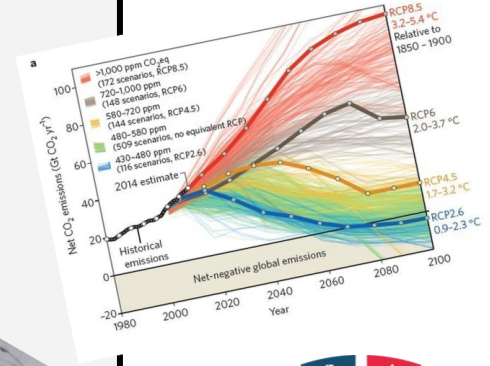 a
>1,000 ppm CO₂eq
(172 scenarios, RCP8.5)
720–1,000 ppm
(148 scenarios, RCP6)
580–720 ppm
(144 scenarios, RCP4.5)
480–580 ppm
(509 scenarios, no equivalent RCP)
430–480 ppm
(116 scenarios, RCP2.6)
2014 estimate
Historical
emissions
Net-negative global emissions
Net CO₂ emissions (Gt CO₂ yr⁻¹)
100
80
60
40
20
0
-20
1980
2000
2020
2040
2060
2080
2100
Year
RCP8.5
3.2–5.4 °C
Relative to
1850–1900
RCP6
2.0–3.7 °C
RCP4.5
1.7–3.2 °C
RCP2.6
0.9–2.3 °C